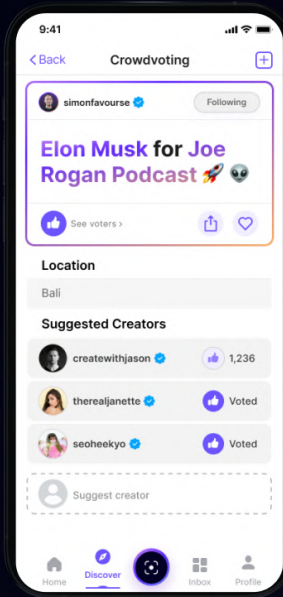 9:41
Back
Crowdvoting
simonfavourse
Following
Elon Musk for Joe
Rogan Podcast 🚀 👽
See voters >
Location
Bali
Suggested Creators
createwithjason
1,236
therealjanette
Voted
seoheekyo
Voted
Suggest creator
Home
Discover
Inbox
Profile